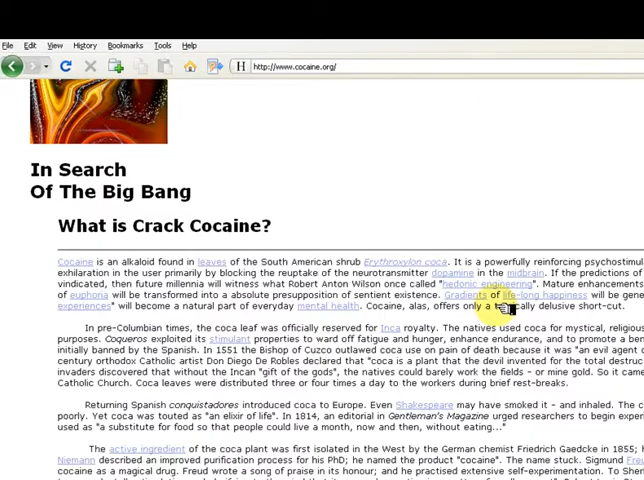 File Edit View History Bookmarks Tools Help
H http://www.cocaine.org/
In Search
Of The Big Bang
What is Crack Cocaine?
Cocaine is an alkaloid found in leaves of the South American shrub Erythroxylon coca. It is a powerfully reinforcing psychostimu
exhilaration in the user primarily by blocking the reuptake of the neurotransmitter dopamine in the midbrain. If the predictions of
vindicated, then future millennia will witness what Robert Anton Wilson once called "hedonic engineering". Mature enhancements
of euphoria will be transformed into a absolute presupposition of sentient existence. Gradients of life-long happiness will be gene
experiences" will become a natural part of everyday mental health. Cocaine, alas, offers only a delusive short-cut.
In pre-Columbian times, the coca leaf was officially reserved for Inca royalty. The natives used coca for mystical, religious
purposes. Coqueros exploited its stimulant properties to ward off fatigue and hunger, enhance endurance, and to promote a ben
initially banned by the Spanish. In 1551 the Bishop of Cuzco outlawed coca use on pain of death because it was "an evil agent o
century orthodox Catholic artist Don Diego De Robles declared that "coca is a plant that the devil invented for the total destruc
invaders discovered that without the Incan "gift of the gods", the natives could barely work the fields - or mine gold. So it came
Catholic Church. Coca leaves were distributed three or four times a day to the workers during brief rest-breaks.
Returning Spanish conquistadores introduced coca to Europe. Even Shakespeare may have smoked it - and inhaled. The c
poorly. Yet coca was touted as "an elixir of life". In 1814, an editorial in Gentleman's Magazine urged researchers to begin exper
used as "a substitute for food so that people could live a month, now and then, without eating..."
The active ingredient of the coca plant was first isolated in the West by the German chemist Friedrich Gaedcke in 1855; h
Niemann described an improved purification process for his PhD; he named the product "cocaine". The name stuck. Sigmund Freu
cocaine as a magical drug. Freud wrote a song of praise in its honour; and he practised extensive self-experimentation. To Sher